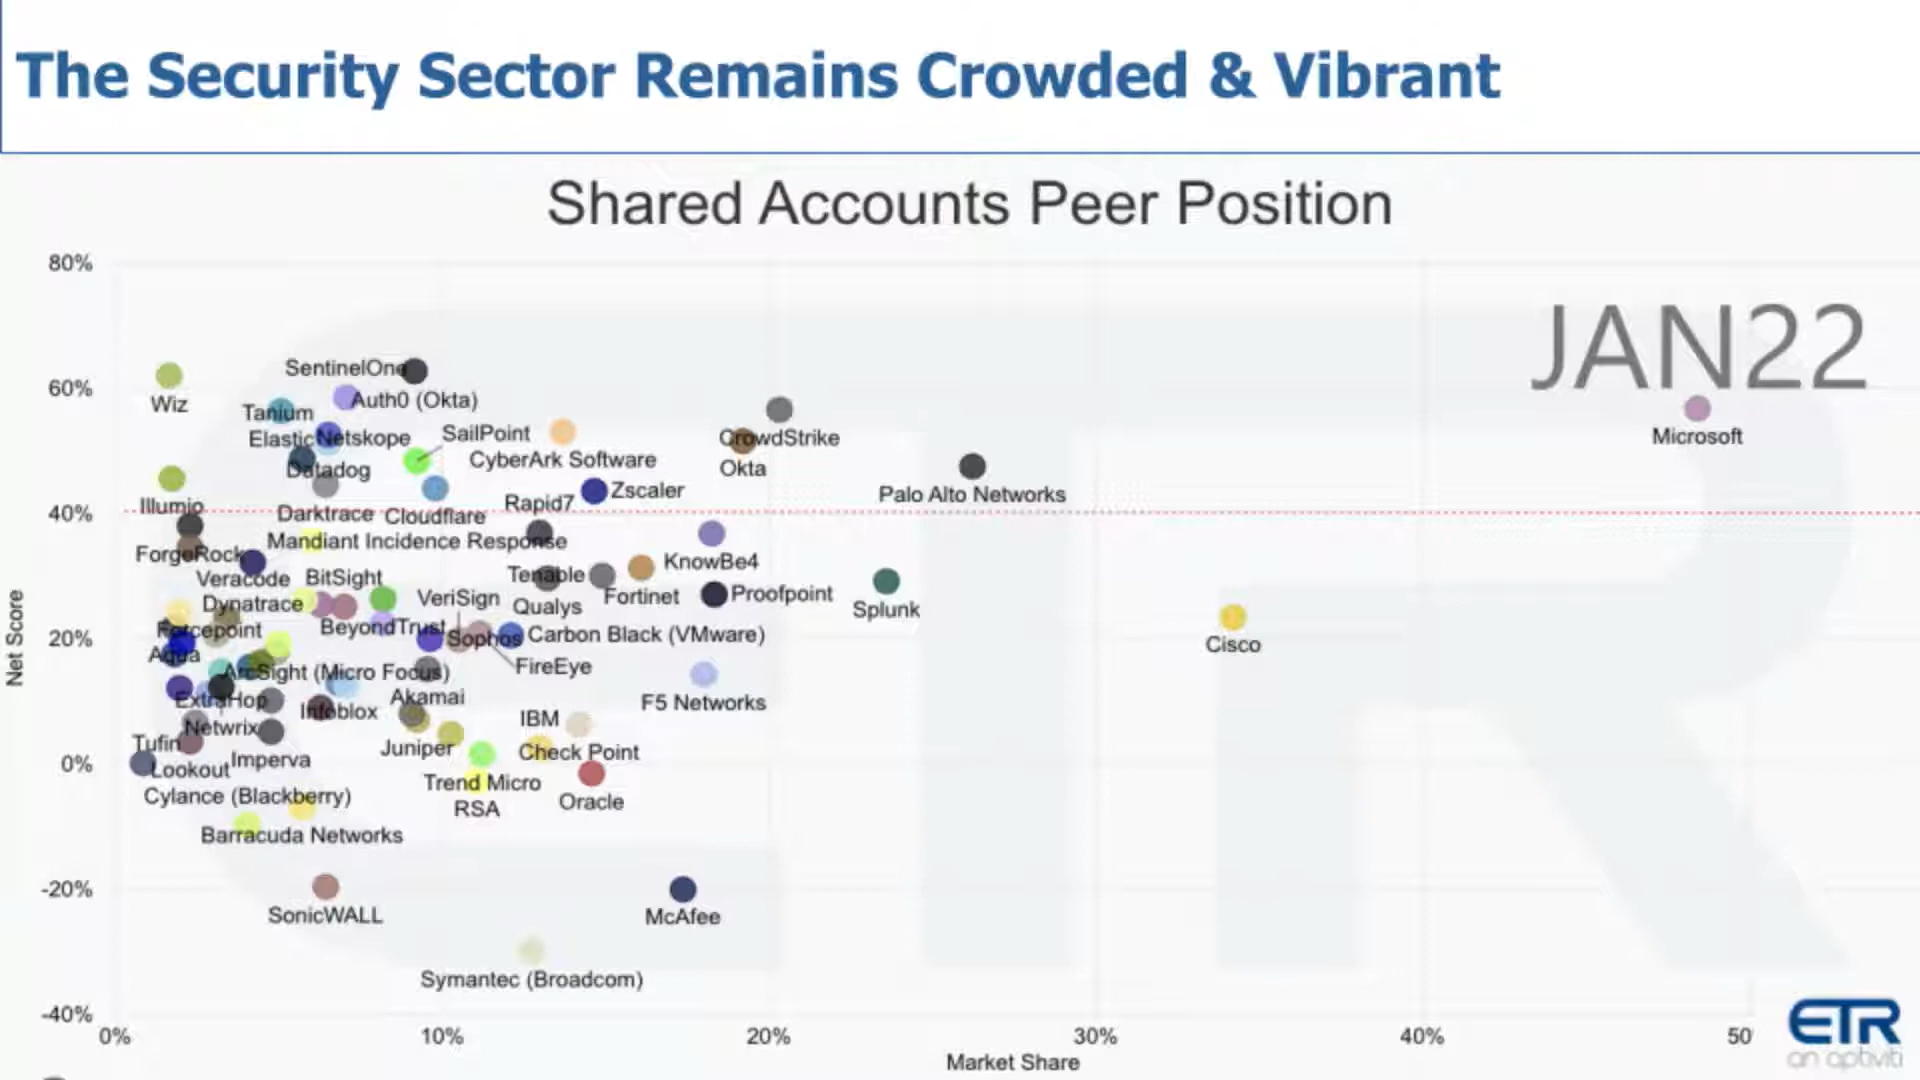 The Security Sector Remains Crowded & Vibrant
Shared Accounts Peer Position
JAN22
80%
60%
40%
20%
0%
-20%
-40%
Net Score
SentinelOne
Wiz
Auth0 (Okta)
Tanium
SailPoint
Elastic Netskope
CrowdStrike
Microsoft
CyberArk Software
Okta
Datadog
Zscaler
Palo Alto Networks
Rapid7
Illumio
Darktrace
Cloudflare
Mandiant Incidence Response
ForgeRock
KnowBe4
Veracode
BitSight
Tenable
Fortinet
Proofpoint
VeriSign
Dynatrace
Qualys
Splunk
BeyondTrust
Forcepoint
Sophos
Carbon Black (VMware)
Cisco
Aqua
FireEye
ArcSight (Micro Focus)
ExtraHop
Akamai
F5 Networks
Infoblox
IBM
Netwrix
Tufin
Juniper
Check Point
Imperva
Lookout
Trend Micro
Cylance (Blackberry)
Oracle
RSA
Barracuda Networks
SonicWALL
McAfee
Symantec (Broadcom)
0%
10%
20%
30%
40%
50
Market Share
ETR
an aptiviti